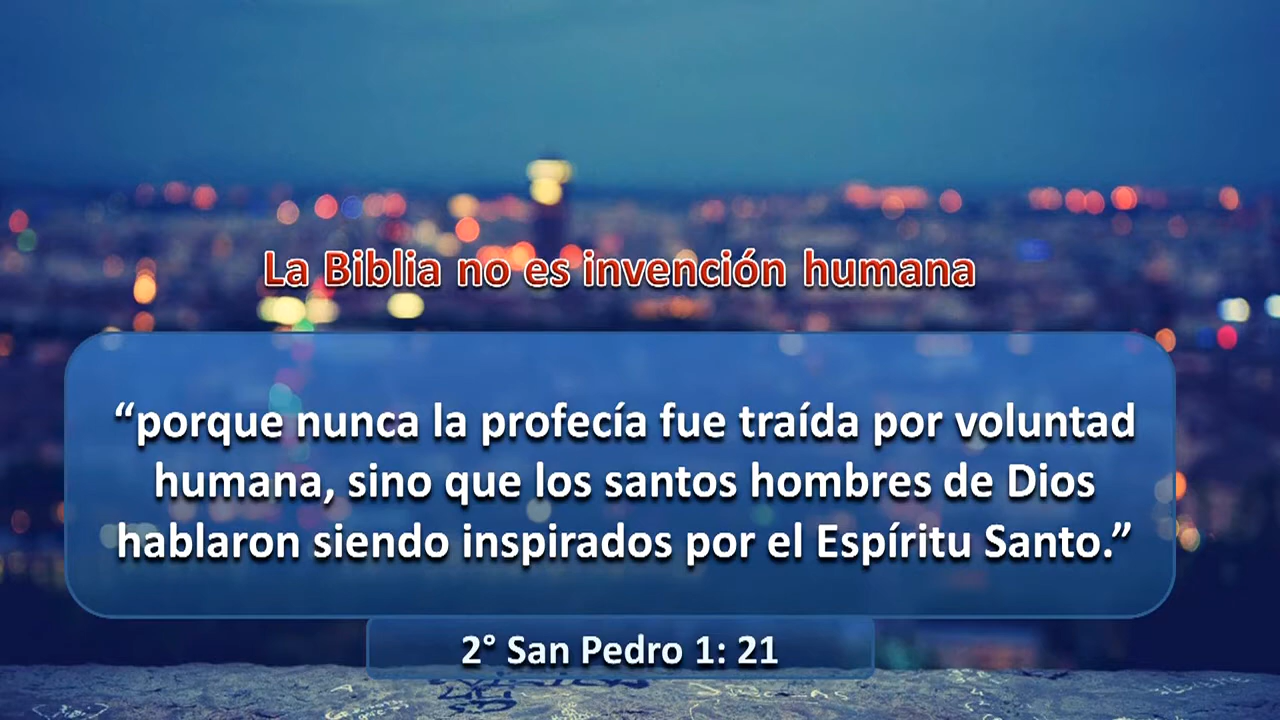 La Biblia no es invención humana
“porque nunca la profecía fue traída por voluntad
humana, sino que los santos hombres de Dios
hablaron siendo inspirados por el Espíritu Santo.”
2° San Pedro 1: 21